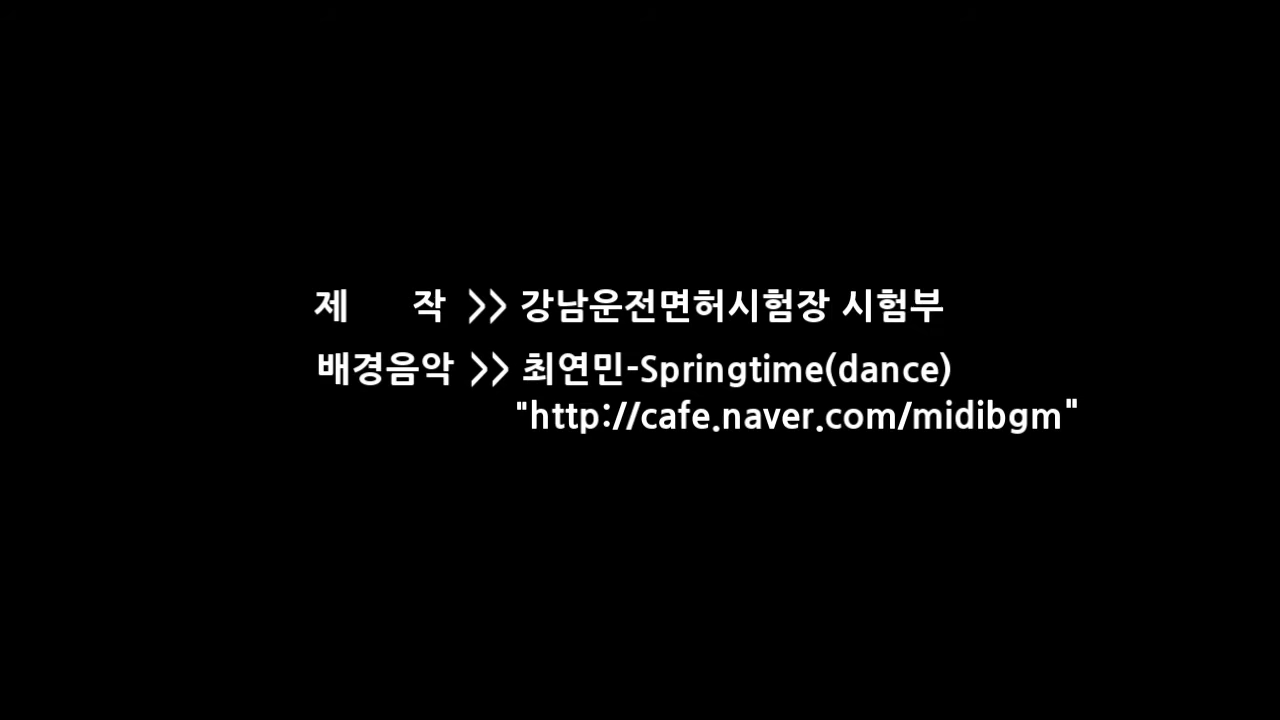 제 작 >> 강남운전면허시험장 시험부
배경음악 >> 최연민-Springtime(dance)
"http://cafe.naver.com/midibgm"